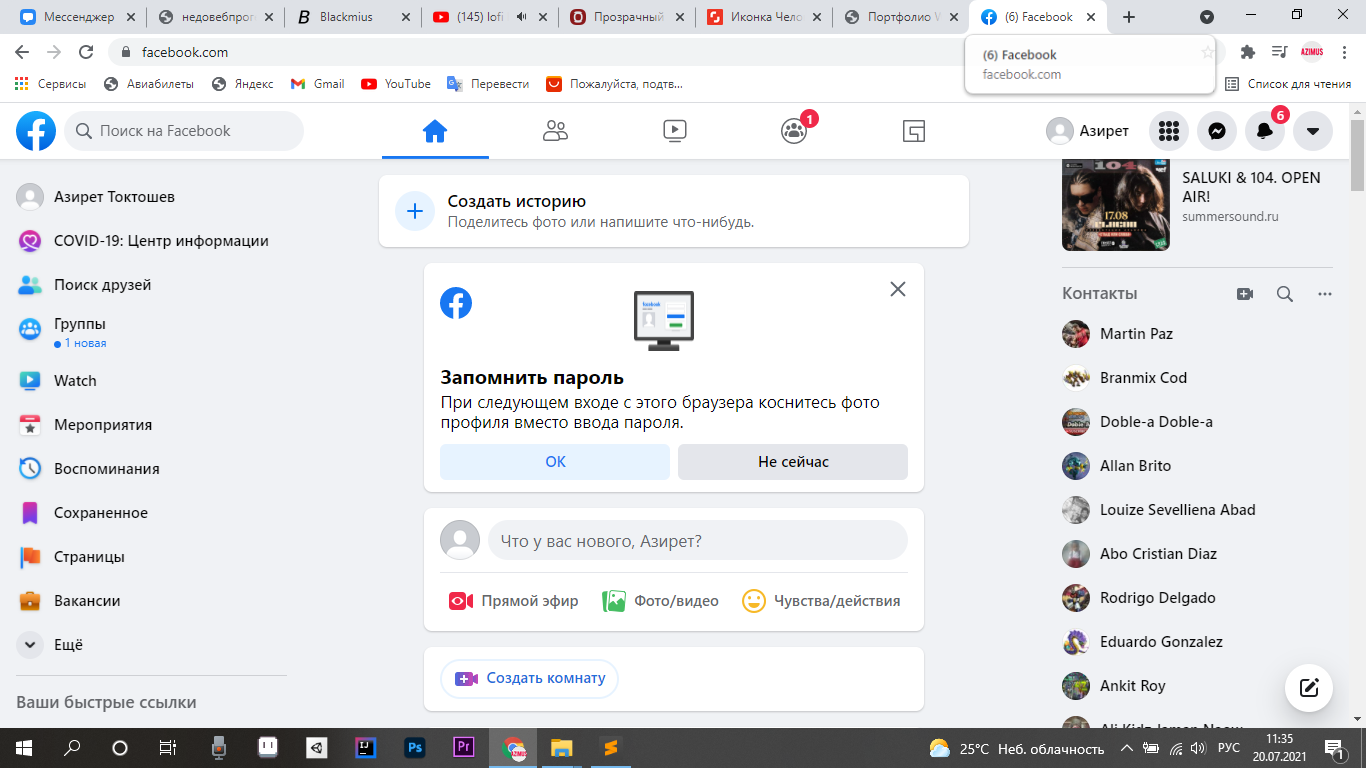 Мессенджер
недовебпрог
Blackmius
(145) lofi
Прозрачный
Иконка Чело
Портфолио V
(6) Facebook
facebook.com
(6) Facebook
facebook.com
AZIMUS
Сервисы
Авиабилеты
Яндекс
Gmail
YouTube
Перевести
Пожалуйста, подтв...
Список для чтения
Поиск на Facebook
1
Азирет
6
Азирет Токтошев
COVID-19: Центр информации
Поиск друзей
Группы
1 новая
Watch
Мероприятия
Воспоминания
Сохраненное
Страницы
Вакансии
Ещё
Ваши быстрые ссылки
Создать историю
Поделитесь фото или напишите что-нибудь.
Запомнить пароль
При следующем входе с этого браузера коснитесь фото
профиля вместо ввода пароля.
ОК
Не сейчас
Что у вас нового, Азирет?
Прямой эфир
Фото/видео
Чувства/действия
Создать комнату
104
17.08
SALUKI & 104. OPEN
AIR!
summersound.ru
Контакты
Martin Paz
Branmix Cod
Doble-a Doble-a
Allan Brito
Louize Sevelliena Abad
Abo Cristian Diaz
Rodrigo Delgado
Eduardo Gonzalez
Ankit Roy
25°C Неб. облачность
РУС
11:35
20.07.2021
1